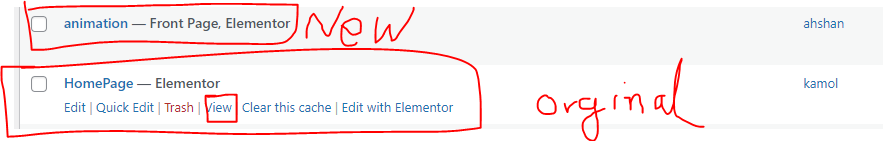 animation — Front Page, Elementor NEW ahshan
HomePage — Elementor kamol
Edit | Quick Edit | Trash | View Clear this cache | Edit with Elementor orginal